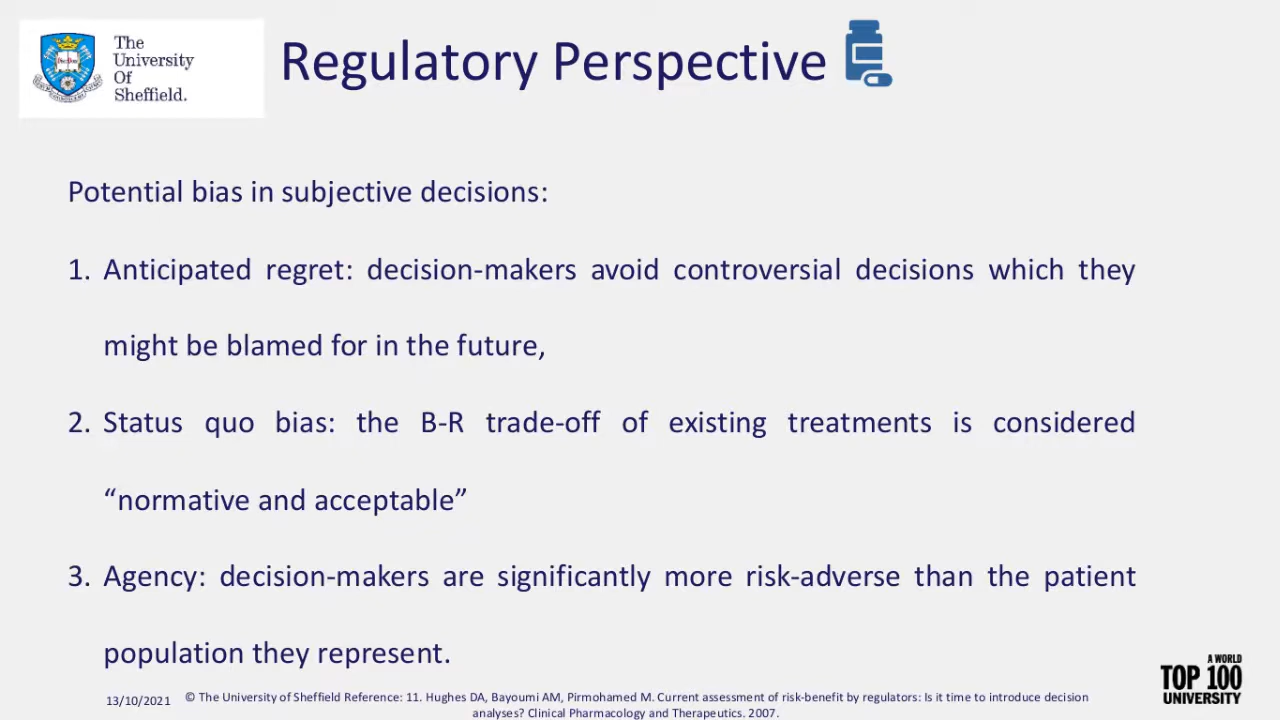 The
University
Of
Sheffield.
Regulatory Perspective
Potential bias in subjective decisions:
1. Anticipated regret: decision-makers avoid controversial decisions which they
might be blamed for in the future,
2. Status quo bias: the B-R trade-off of existing treatments is considered
“normative and acceptable”
3. Agency: decision-makers are significantly more risk-adverse than the patient
population they represent.
A WORLD
TOP 100
UNIVERSITY
13/10/2021 © The University of Sheffield Reference: 11. Hughes DA, Bayoumi AM, Pirmohamed M. Current assessment of risk-benefit by regulators: Is it time to introduce decision
analyses? Clinical Pharmacology and Therapeutics. 2007.